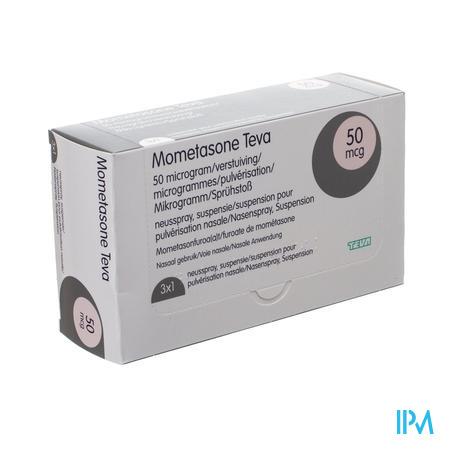 Mometasone Teva
50 microgram/verstuiving/
microgrammes/pulvérisation/
Mikrogramm/Sprühstoß
neusspray, suspensie/suspension pour
pulvérisation nasale/Nasenspray, Suspension
Mometasonfuroaat/furoate de mométasone
Nasaal gebruik/Voie nasale/Nasale Anwendung
3x1
neusspray, suspensie/suspension pour
pulvérisation nasale/Nasenspray, Suspension
50
mcg
TEVA
Mometasone Teva
50
mcg
IPM